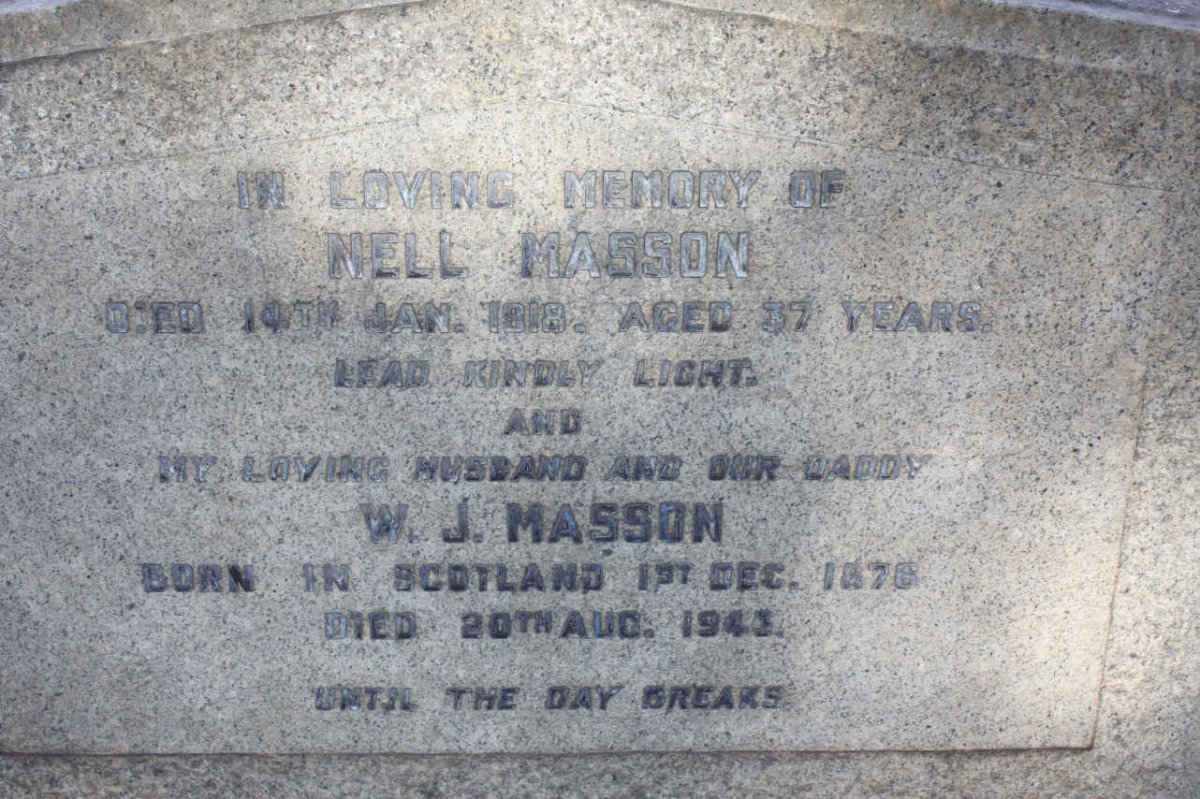 IN LOVING MEMORY OF
NELL MASSON
DIED 14TH JAN. 1918. AGED 37 YEARS.
LEAD KINDLY LIGHT.
AND
MY LOVING HUSBAND AND OUR DADDY
W. J. MASSON
BORN IN SCOTLAND 1ST DEC. 1876
DIED 20TH AUG. 1943.
UNTIL THE DAY BREAKS.